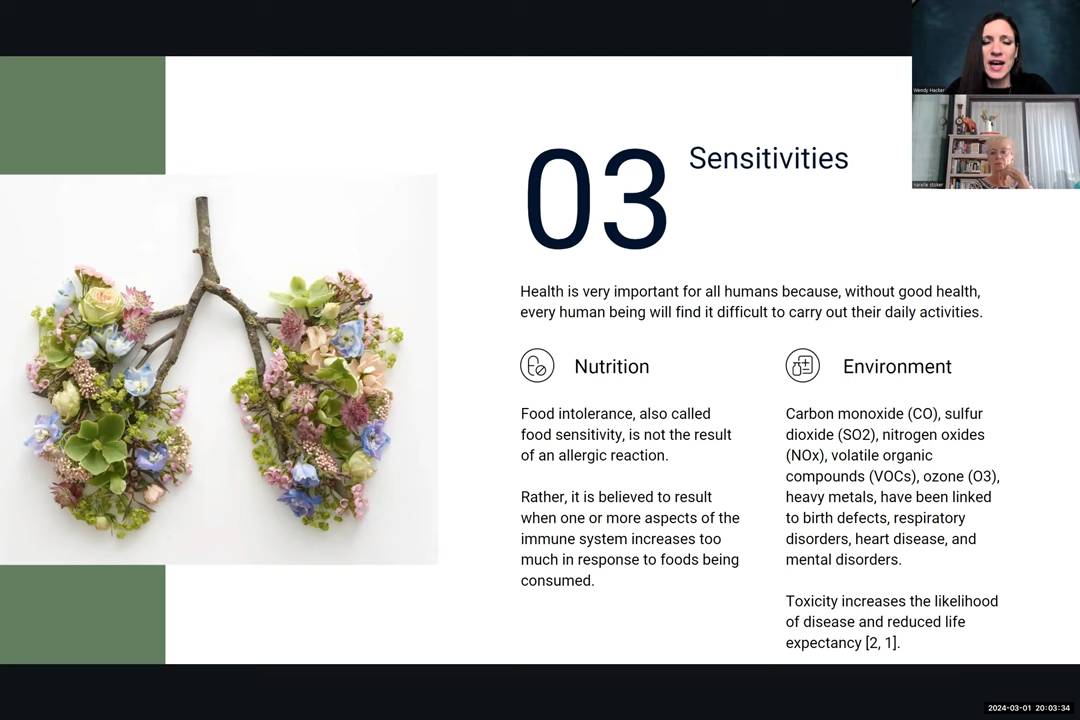 Wendy Hacker
narelle stoker
03
Sensitivities
Health is very important for all humans because, without good health,
every human being will find it difficult to carry out their daily activities.
Nutrition
Food intolerance, also called
food sensitivity, is not the result
of an allergic reaction.
Rather, it is believed to result
when one or more aspects of the
immune system increases too
much in response to foods being
consumed.
Environment
Carbon monoxide (CO), sulfur
dioxide (SO2), nitrogen oxides
(NOx), volatile organic
compounds (VOCs), ozone (O3),
heavy metals, have been linked
to birth defects, respiratory
disorders, heart disease, and
mental disorders.
Toxicity increases the likelihood
of disease and reduced life
expectancy [2, 1].
2024-03-01 20:03:34